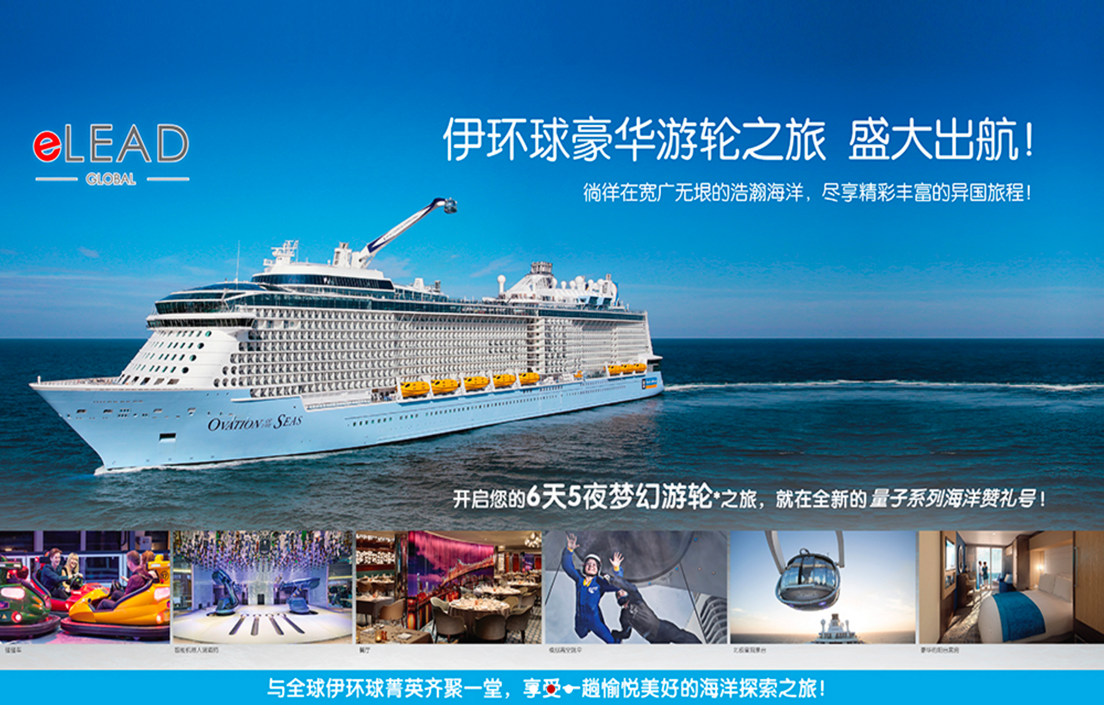 eLEAD
GLOBAL
伊环球豪华游轮之旅 盛大出航！
徜徉在宽广无垠的浩瀚海洋，尽享精彩丰富的异国旅程！
OVATION OF THE SEAS
开启您的6天5夜梦幻游轮*之旅，就在全新的量子系列海洋赞礼号！
碰碰车
餐厅
北极星观景台
与全球伊环球菁英齐聚一堂，享受一趟愉悦美好的海洋探索之旅！